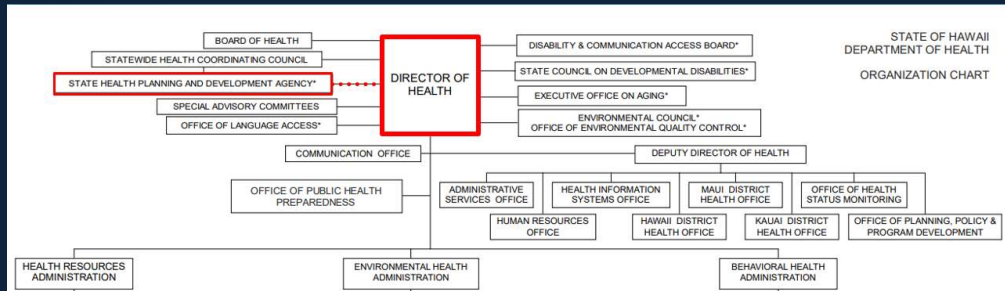 STATE OF HAWAII
DEPARTMENT OF HEALTH
ORGANIZATION CHART
BOARD OF HEALTH
STATEWIDE HEALTH COORDINATING COUNCIL
STATE HEALTH PLANNING AND DEVELOPMENT AGENCY*
SPECIAL ADVISORY COMMITTEES
OFFICE OF LANGUAGE ACCESS*
DIRECTOR OF
HEALTH
DISABILITY & COMMUNICATION ACCESS BOARD*
STATE COUNCIL ON DEVELOPMENTAL DISABILITIES*
EXECUTIVE OFFICE ON AGING*
ENVIRONMENTAL COUNCIL*
OFFICE OF ENVIRONMENTAL QUALITY CONTROL*
COMMUNICATION OFFICE
DEPUTY DIRECTOR OF HEALTH
OFFICE OF PUBLIC HEALTH
PREPAREDNESS
ADMINISTRATIVE
SERVICES OFFICE
HEALTH INFORMATION
SYSTEMS OFFICE
MAUI DISTRICT
HEALTH OFFICE
OFFICE OF HEALTH
STATUS MONITORING
HUMAN RESOURCES
OFFICE
HAWAII DISTRICT
HEALTH OFFICE
KAUAI DISTRICT
HEALTH OFFICE
OFFICE OF PLANNING, POLICY &
PROGRAM DEVELOPMENT
HEALTH RESOURCES
ADMINISTRATION
ENVIRONMENTAL HEALTH
ADMINISTRATION
BEHAVIORAL HEALTH
ADMINISTRATION